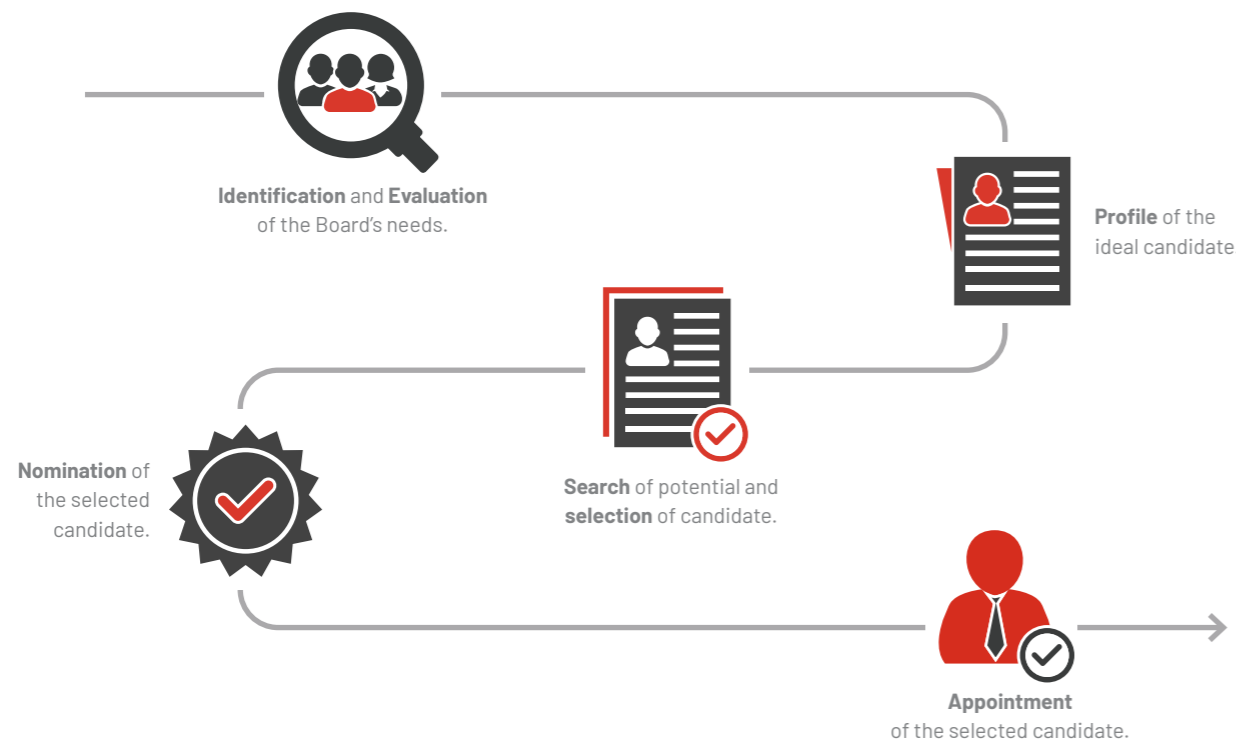 Identification and Evaluation
of the Board's needs.
Profile of the
ideal candidate
Search of potential and
selection of candidate.
Nomination of
the selected
candidate.
Appointment
of the selected candidate.